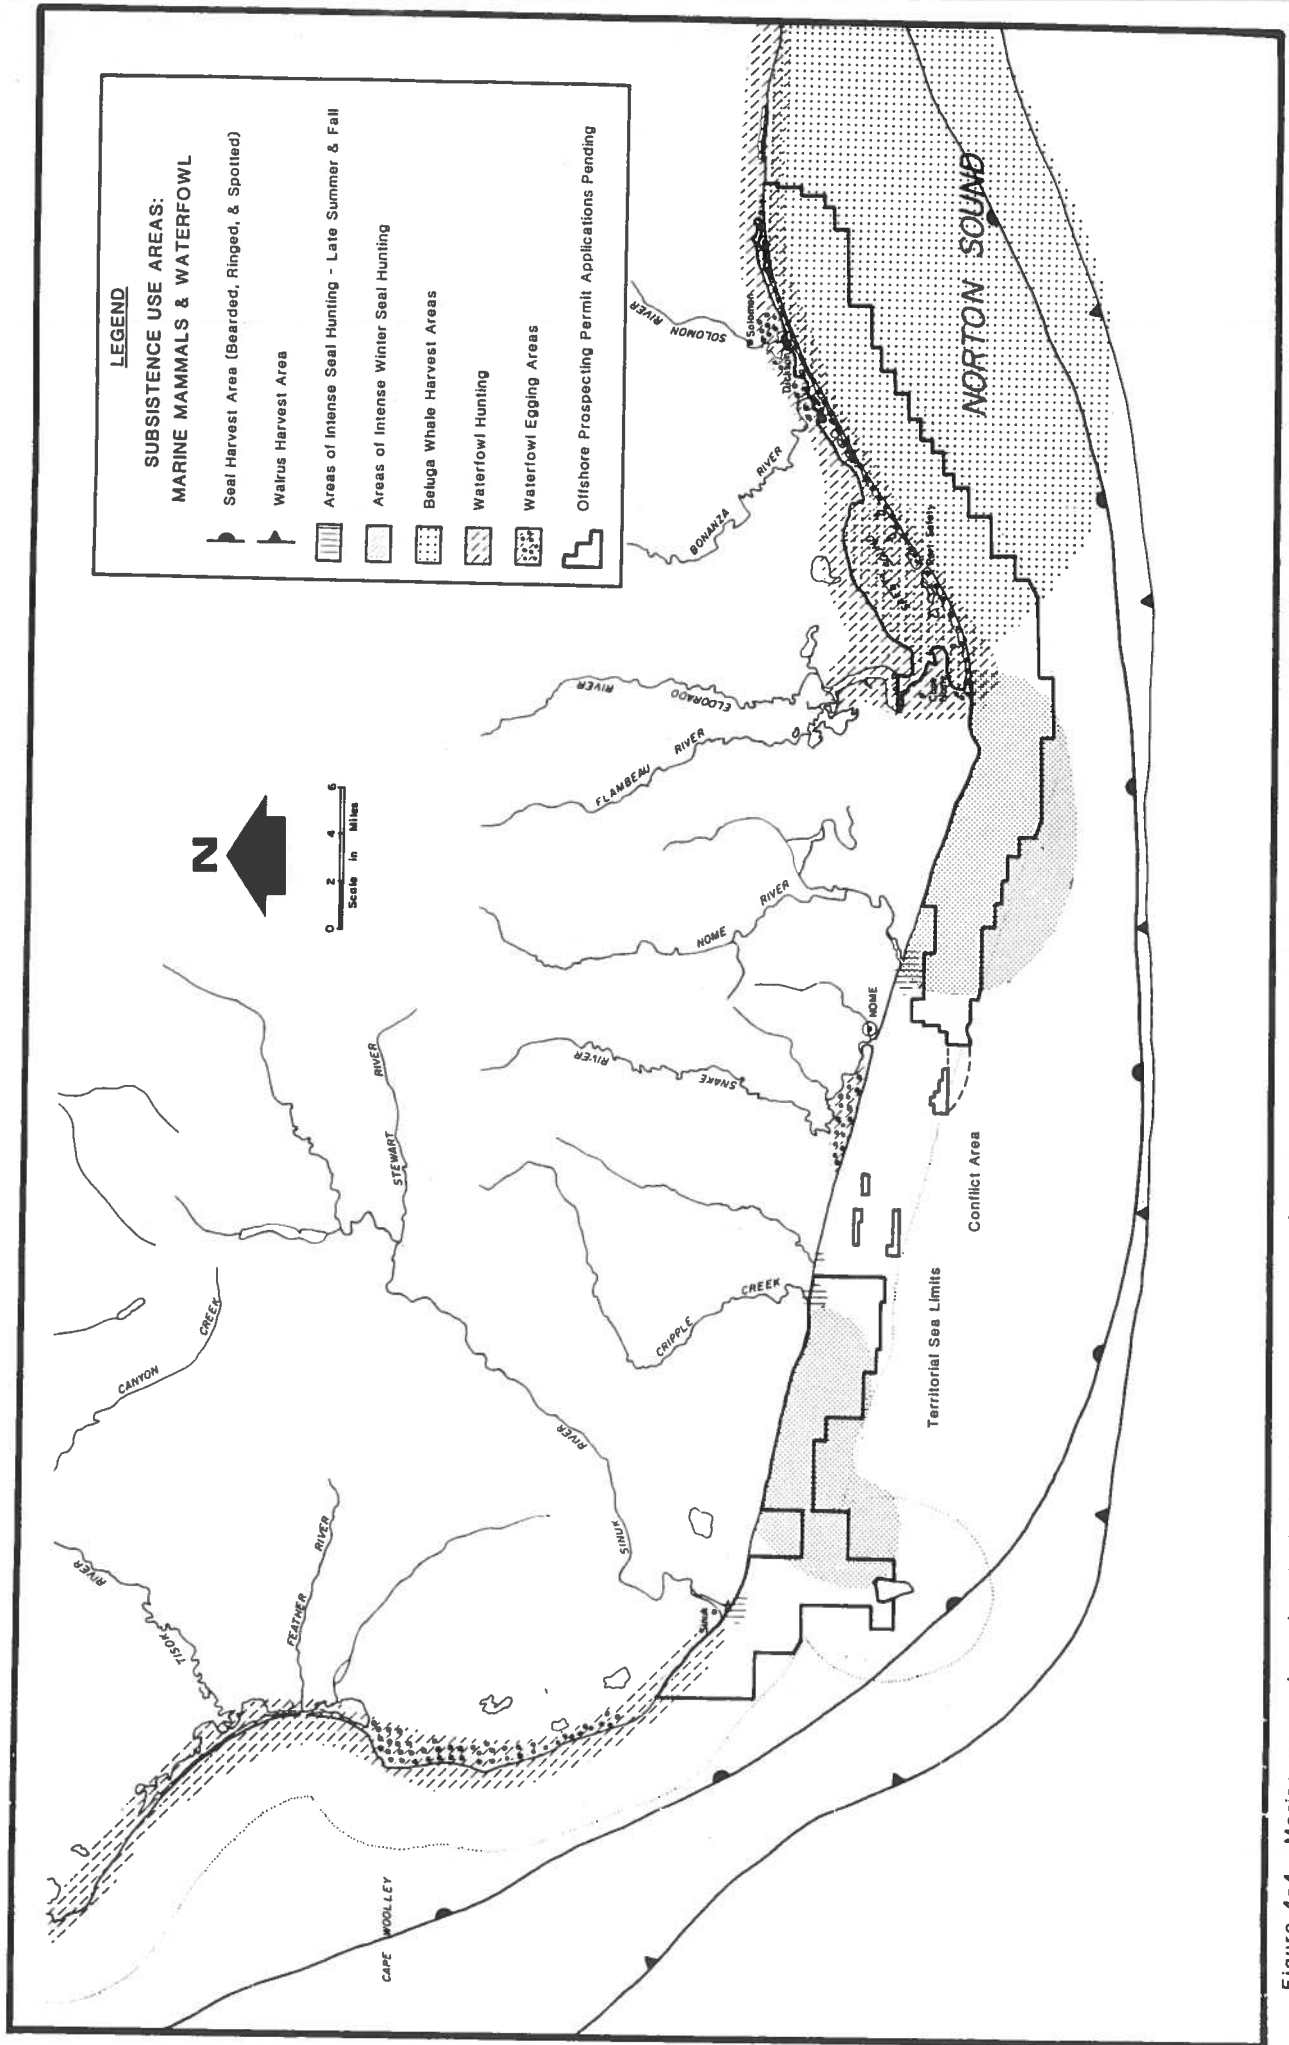 LEGEND
SUBSISTENCE USE AREAS:
MARINE MAMMALS & WATERFOWL
Seal Harvest Area (Bearded, Ringed, & Spotted)
Walrus Harvest Area
Areas of Intense Seal Hunting - Late Summer & Fall
Areas of Intense Winter Seal Hunting
Beluga Whale Harvest Areas
Waterfowl Hunting
Waterfowl Egging Areas
Offshore Prospecting Permit Applications Pending
N
0 2 4 6
Scale in Miles
CANYON
CREEK
STEWART
RIVER
TISOK
RIVER
FEATHER
RIVER
SINUK
RIVER
Sinuk
CRIPPLE
CREEK
SNAKE
RIVER
NOME
RIVER
NOME
FLAMBEAU
RIVER
ELDORADO
RIVER
BONANZA
RIVER
SOLOMON
RIVER
Solomon
Port Safety
NORTON SOUND
Conflict Area
Territorial Sea Limits
CAPE WOOLLEY